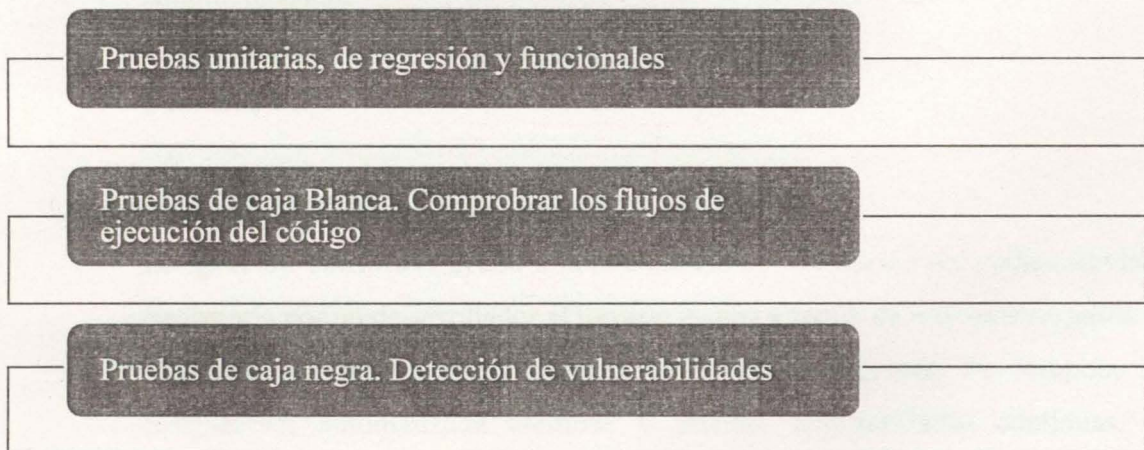 Pruebas unitarias, de regresión y funcionales
Pruebas de caja Blanca. Comprobrar los flujos de
ejecución del código
Pruebas de caja negra. Detección de vulnerabilidades